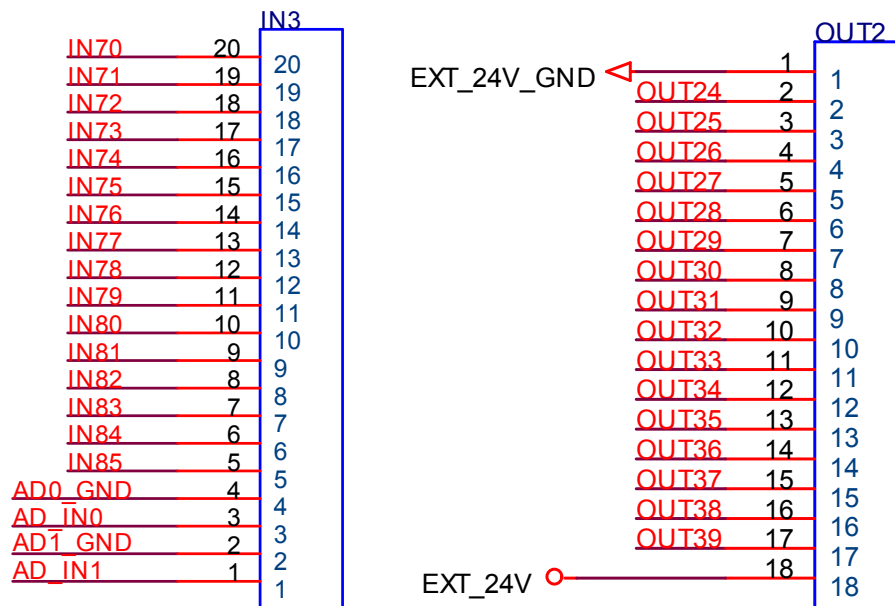 IN3
IN70 20 20
IN71 19 19
IN72 18 18
IN73 17 17
IN74 16 16
IN75 15 15
IN76 14 14
IN77 13 13
IN78 12 12
IN79 11 11
IN80 10 10
IN81 9 9
IN82 8 8
IN83 7 7
IN84 6 6
IN85 5 5
AD0_GND 4 4
AD_IN0 3 3
AD1_GND 2 2
AD_IN1 1 1
OUT2
EXT_24V_GND 1 1
OUT24 2 2
OUT25 3 3
OUT26 4 4
OUT27 5 5
OUT28 6 6
OUT29 7 7
OUT30 8 8
OUT31 9 9
OUT32 10 10
OUT33 11 11
OUT34 12 12
OUT35 13 13
OUT36 14 14
OUT37 15 15
OUT38 16 16
OUT39 17 17
EXT_24V 18 18